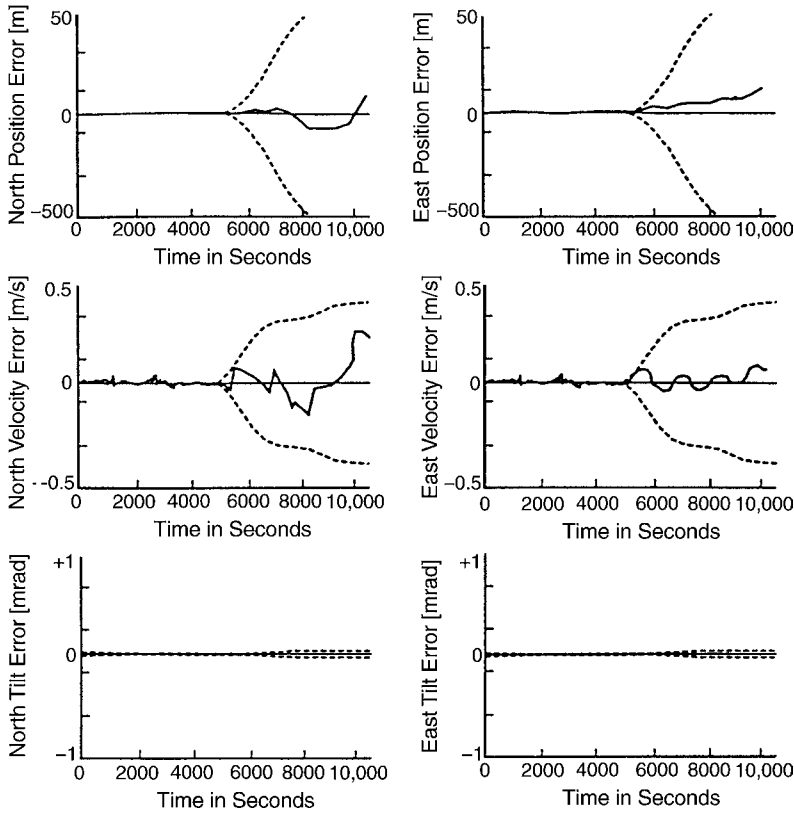 North Position Error [m]
50
0
-500
0 2000 4000 6000 8000 10,000
Time in Seconds
East Position Error [m]
50
0
-500
0 2000 4000 6000 8000 10,000
Time in Seconds
North Velocity Error [m/s]
0.5
0
-0.5
0 2000 4000 6000 8000 10,000
Time in Seconds
East Velocity Error [m/s]
0.5
0
-0.5
0 2000 4000 6000 8000 10,000
Time in Seconds
North Tilt Error [mrad]
+1
0
-1
0 2000 4000 6000 8000 10,000
Time in Seconds
East Tilt Error [mrad]
+1
0
-1
0 2000 4000 6000 8000 10,000
Time in Seconds